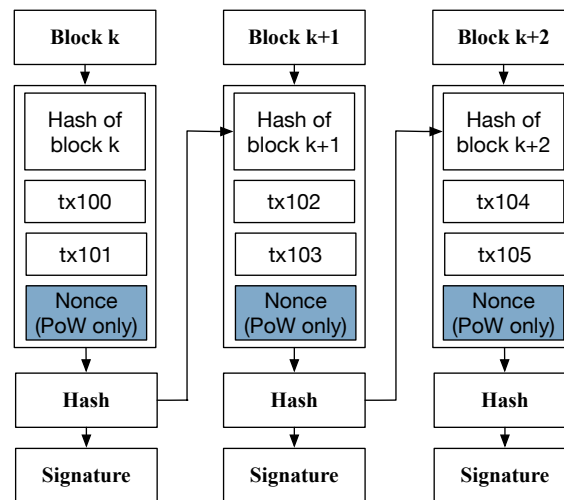 Block k
Hash of
block k
tx100
tx101
Nonce
(PoW only)
Hash
Signature
Block k+1
Hash of
block k+1
tx102
tx103
Nonce
(PoW only)
Hash
Signature
Block k+2
Hash of
block k+2
tx104
tx105
Nonce
(PoW only)
Hash
Signature